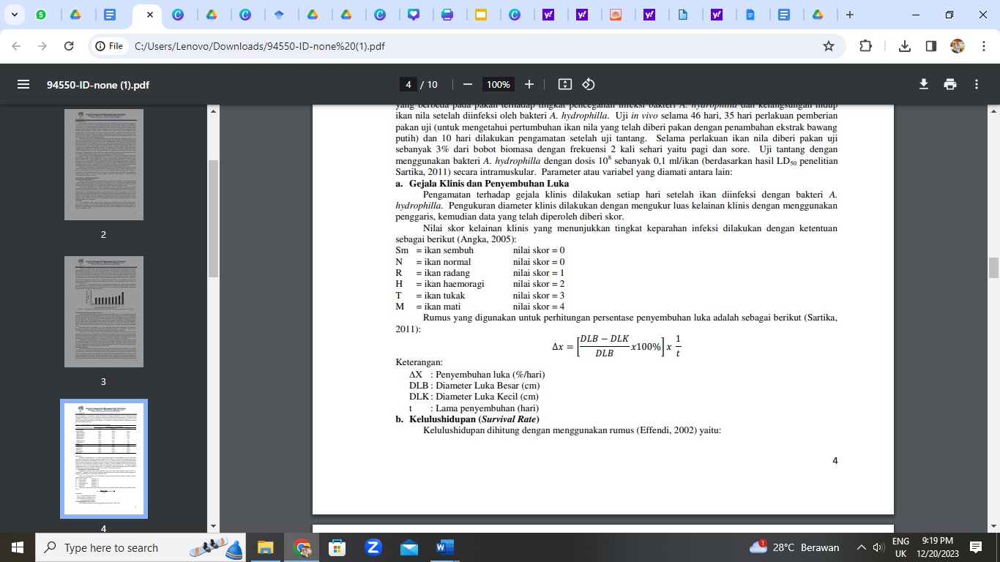 5
File
C:/Users/Lenovo/Downloads/94550-ID-none%20(1).pdf
94550-ID-none (1).pdf
4 / 10
100%
2
3
4
yang berbeda pada pakan terhadap tingkat pencegahan infeksi bakteri A. hydrophilla dan kelangsungan hidup
ikan nila setelah diinfeksi oleh bakteri A. hydrophilla. Uji in vivo selama 46 hari, 35 hari perlakuan pemberian
pakan uji (untuk mengetahui pertumbuhan ikan nila yang telah diberi pakan dengan penambahan ekstrak bawang
putih) dan 10 hari dilakukan pengamatan setelah uji tantang. Selama perlakuan ikan nila diberi pakan uji
sebanyak 3% dari bobot biomasa dengan frekuensi 2 kali sehari yaitu pagi dan sore. Uji tantang dengan
menggunakan bakteri A. hydrophilla dengan dosis 10⁸ sebanyak 0,1 ml/ikan (berdasarkan hasil LD₅₀ penelitian
Sartika, 2011) secara intramuskular. Parameter atau variabel yang diamati antara lain:
a. Gejala Klinis dan Penyembuhan Luka
Pengamatan terhadap gejala klinis dilakukan setiap hari setelah ikan diinfeksi dengan bakteri A.
hydrophilla. Pengukuran diameter klinis dilakukan dengan mengukur luas kelainan klinis dengan menggunakan
penggaris, kemudian data yang telah diperoleh diberi skor.
Nilai skor kelainan klinis yang menunjukkan tingkat keparahan infeksi dilakukan dengan ketentuan
sebagai berikut (Angka, 2005):
Sm = ikan sembuh nilai skor = 0
N = ikan normal nilai skor = 0
R = ikan radang nilai skor = 1
H = ikan haemoragi nilai skor = 2
T = ikan tukak nilai skor = 3
M = ikan mati nilai skor = 4
Rumus yang digunakan untuk perhitungan persentase penyembuhan luka adalah sebagai berikut (Sartika,
2011):
Δx = [(DLB − DLK)/DLB x100%] x 1/t
Keterangan:
ΔX : Penyembuhan luka (%/hari)
DLB : Diameter Luka Besar (cm)
DLK : Diameter Luka Kecil (cm)
t : Lama penyembuhan (hari)
b. Kelulushidupan (Survival Rate)
Kelulushidupan dihitung dengan menggunakan rumus (Effendi, 2002) yaitu:
4
Type here to search
1
28°C Berawan
ENG
UK
9:19 PM
12/20/2023